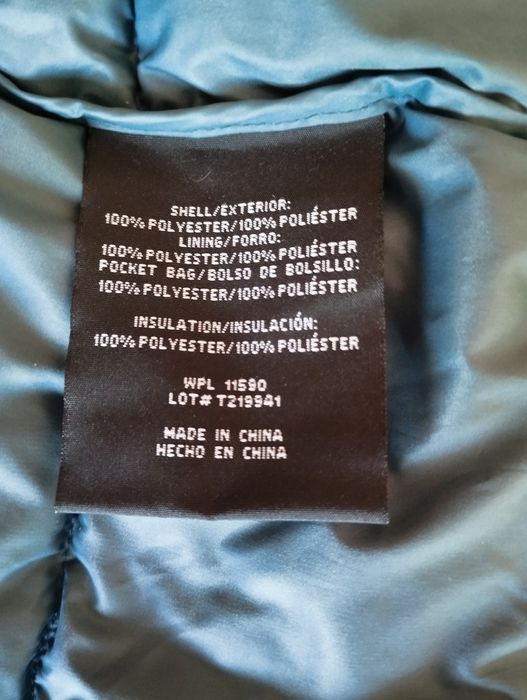 SHELL/EXTERIOR:
100% POLYESTER/100% POLIÉSTER
LINING/FORRO:
100% POLYESTER/100% POLIÉSTER
POCKET BAG/BOLSO DE BOLSILLO:
100% POLYESTER/100% POLIÉSTER
INSULATION/INSULACIÓN:
100% POLYESTER/100% POLIÉSTER
WPL 11590
LOT# T219941
MADE IN CHINA
HECHO EN CHINA